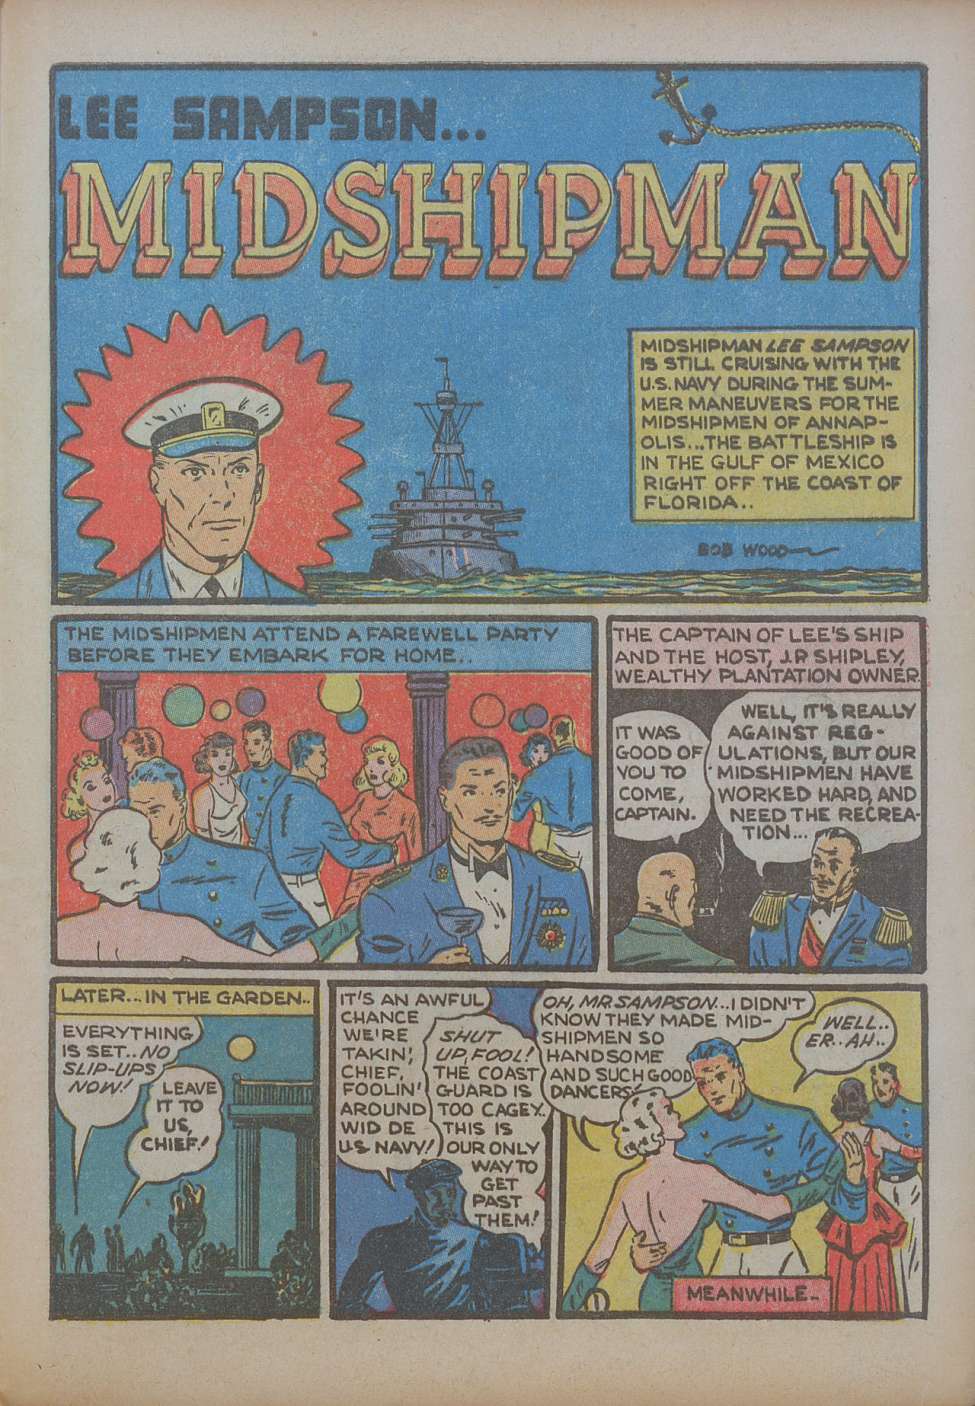 LEE SAMPSON...
MIDSHIPMAN
MIDSHIPMAN LEE SAMPSON
IS STILL CRUISING WITH THE
U.S. NAVY DURING THE SUM-
MER MANEUVERS FOR THE
MIDSHIPMEN OF ANNAP-
OLIS...THE BATTLESHIP IS
IN THE GULF OF MEXICO
RIGHT OFF THE COAST OF
FLORIDA..
BOB WOOD
THE MIDSHIPMEN ATTEND A FAREWELL PARTY
BEFORE THEY EMBARK FOR HOME..
THE CAPTAIN OF LEE'S SHIP
AND THE HOST, J.P. SHIPLEY,
WEALTHY PLANTATION OWNER.
IT WAS
GOOD OF
YOU TO
COME,
CAPTAIN.
WELL, IT'S REALLY
AGAINST REG-
ULATIONS, BUT OUR
MIDSHIPMEN HAVE
WORKED HARD, AND
NEED THE RECREA-
TION...
LATER...IN THE GARDEN..
EVERYTHING
IS SET..NO
SLIP-UPS
NOW!
LEAVE
IT TO
US,
CHIEF!
IT'S AN AWFUL
CHANCE
WE'RE
TAKIN',
CHIEF,
FOOLIN'
AROUND
WID DE
U.S. NAVY!
SHUT
UP, FOOL!
THE COAST
GUARD IS
TOO CAGEY.
THIS IS
OUR ONLY
WAY TO
GET
PAST
THEM!
OH, MR SAMPSON...I DIDN'T
KNOW THEY MADE MID-
SHIPMEN SO
HANDSOME
AND SUCH GOOD
DANCERS!
WELL..
ER..AH..
MEANWHILE..